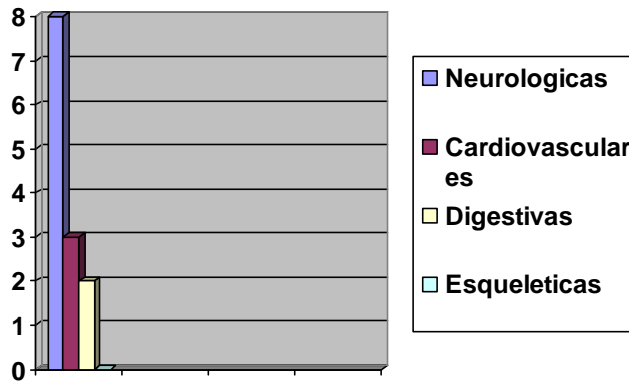 8
7
6
5
4
3
2
1
0
Neurologicas
Cardiovascular
es
Digestivas
Esqueleticas